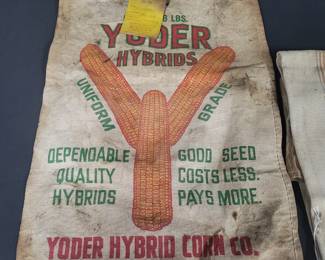 LBS.
YODER
HYBRIDS
UNIFORM
GRADE
DEPENDABLE
QUALITY
HYBRIDS
GOOD SEED
COSTS LESS.
PAYS MORE.
YODER HYBRID CORN CO.